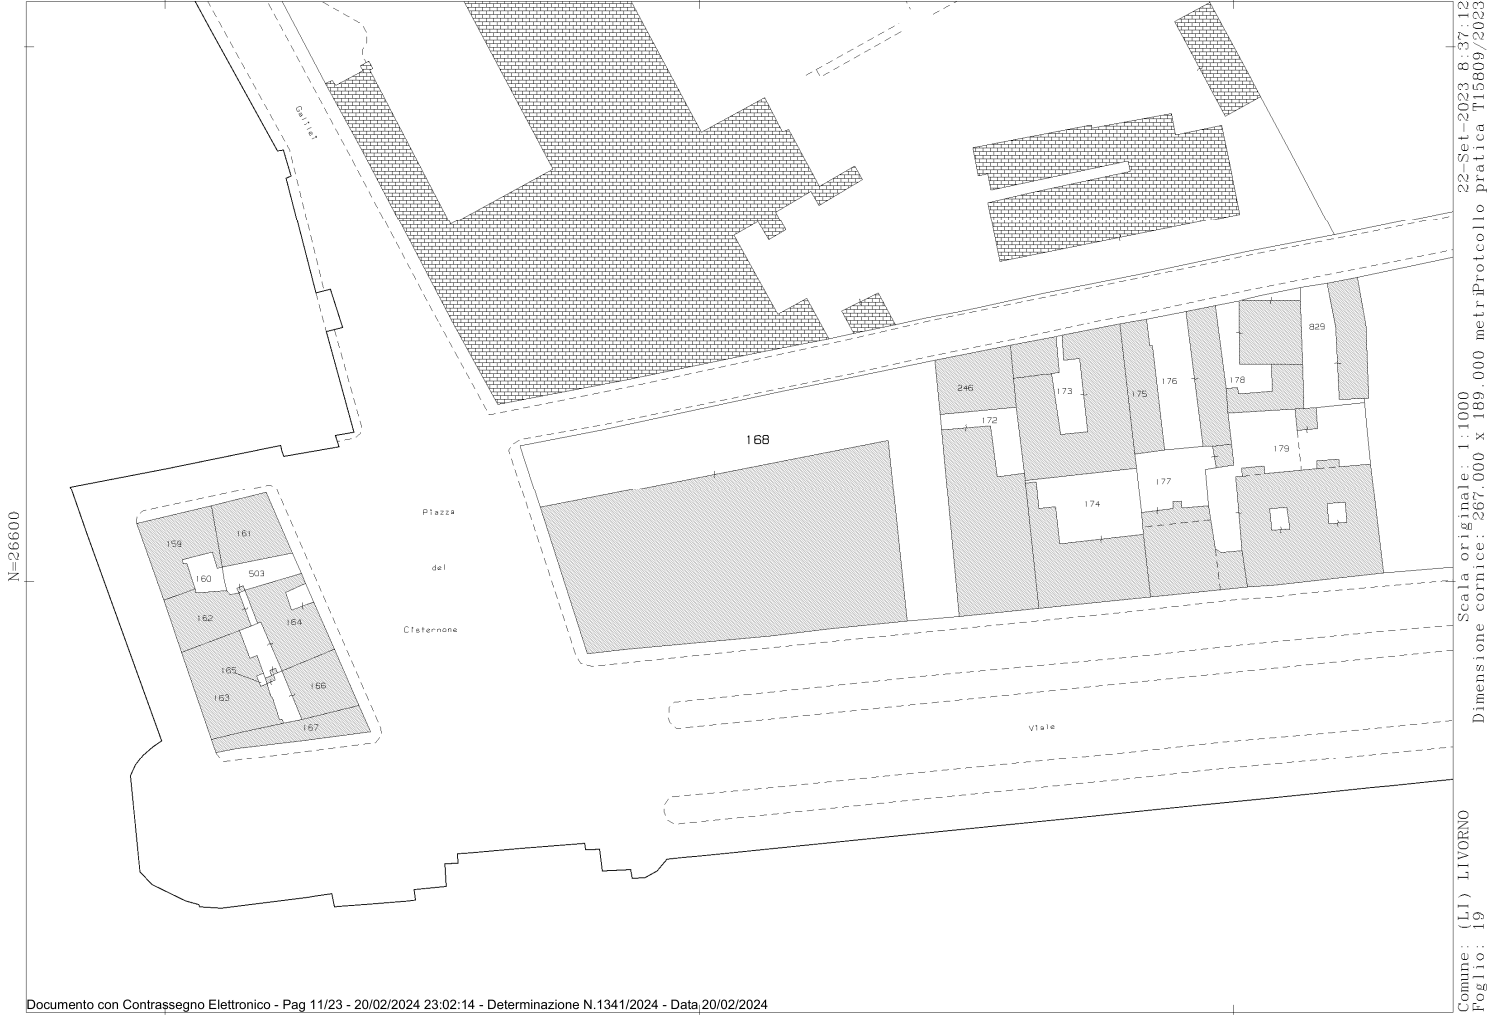 Galilei
168
829
178
176
175
173
246
172
179
177
174
Piazza
del
Cisternone
159
161
160
503
162
164
165
163
166
167
Viale
N=26600
22-Set-2023 8:37:12
Protcollo pratica T15809/2023
Scala originale: 1:1000
Dimensione cornice: 267.000 x 189.000 metri
Comune: (LI) LIVORNO
Foglio: 19
Documento con Contrassegno Elettronico - Pag 11/23 - 20/02/2024 23:02:14 - Determinazione N.1341/2024 - Data 20/02/2024